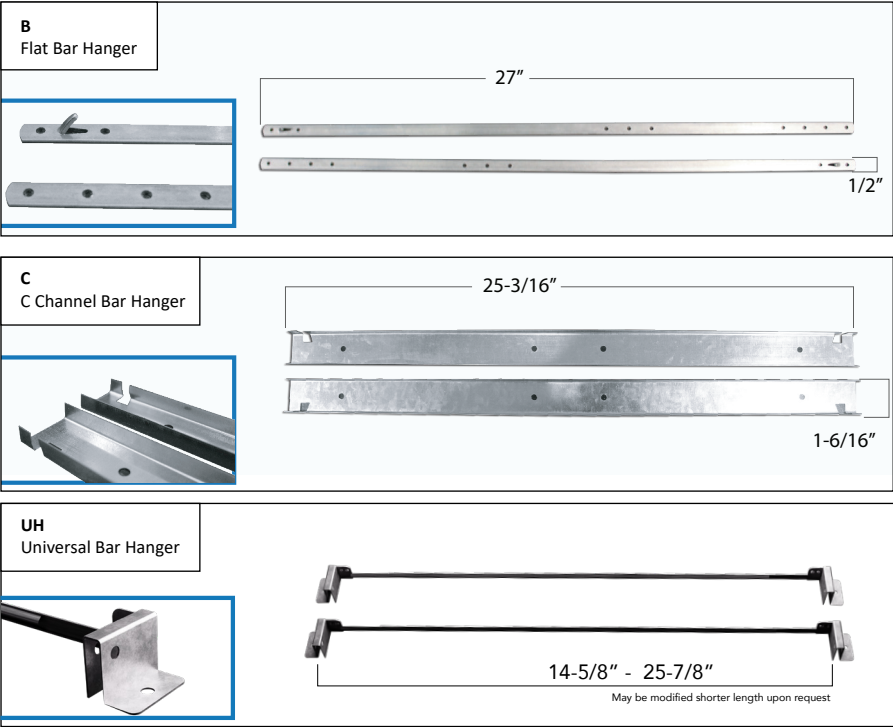 B
Flat Bar Hanger
27”
1/2”
C
C Channel Bar Hanger
25-3/16”
1-6/16”
UH
Universal Bar Hanger
14-5/8” - 25-7/8”
May be modified shorter length upon request